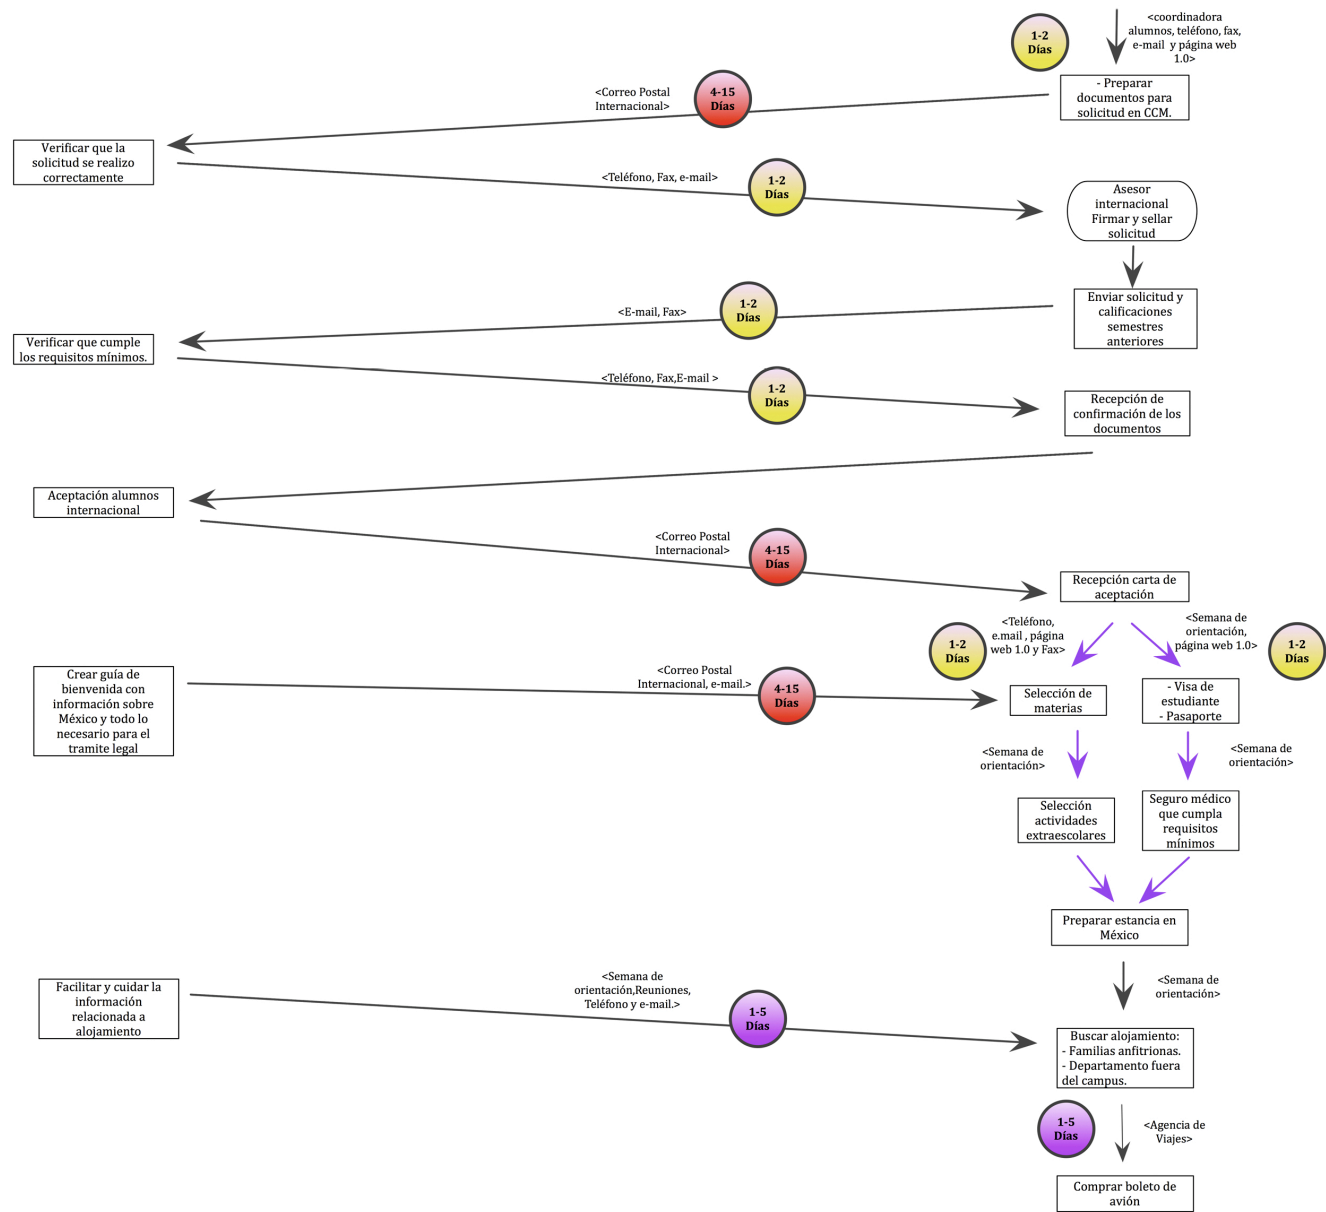 <coordinadora
alumnos, teléfono, fax,
e-mail  y página web
1.0>
1-2
Días
- Preparar
documentos para
solicitud en CCM.
<Correo Postal
Internacional>
4-15
Días
Verificar que la
solicitud se realizo
correctamente
<Teléfono, Fax, e-mail>
1-2
Días
Asesor
internacional
Firmar y sellar
solicitud
Enviar solicitud y
calificaciones
semestres
anteriores
1-2
Días
<E-mail, Fax>
Verificar que cumple
los requisitos mínimos.
<Teléfono, Fax,E-mail >
1-2
Días
Recepción de
confirmación de los
documentos
Aceptación alumnos
internacional
<Correo Postal
Internacional>
4-15
Días
Recepción carta de
aceptación
1-2
Días
<Teléfono,
e.mail , página
web 1.0 y Fax>
<Semana de
orientación,
página web 1.0>
1-2
Días
Crear guía de
bienvenida con
información sobre
México y todo lo
necesario para el
tramite legal
<Correo Postal
Internacional, e-mail.>
4-15
Días
Selección de
materias
- Visa de
estudiante
- Pasaporte
<Semana de
orientación>
<Semana de
orientación>
Selección
actividades
extraescolares
Seguro médico
que cumpla
requisitos
mínimos
Preparar estancia en
México
<Semana de
orientación>
Facilitar y cuidar la
información
relacionada a
alojamiento
<Semana de
orientación,Reuniones,
Teléfono y e-mail.>
1-5
Días
Buscar alojamiento:
- Familias anfitrionas.
- Departamento fuera
del campus.
1-5
Días
<Agencia de
Viajes>
Comprar boleto de
avión